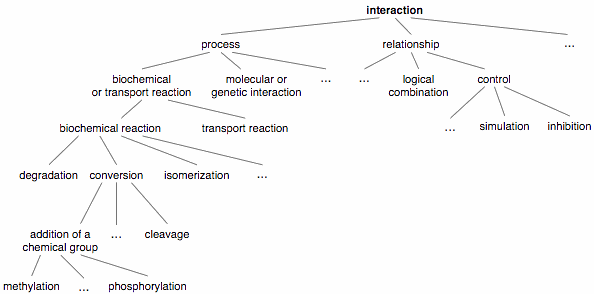 interaction
process
relationship
...
biochemical
or transport reaction
molecular or
genetic interaction
...
...
logical
combination
control
biochemical reaction
transport reaction
...
simulation
inhibition
degradation
conversion
isomerization
...
addition of a
chemical group
...
cleavage
methylation
...
phosphorylation